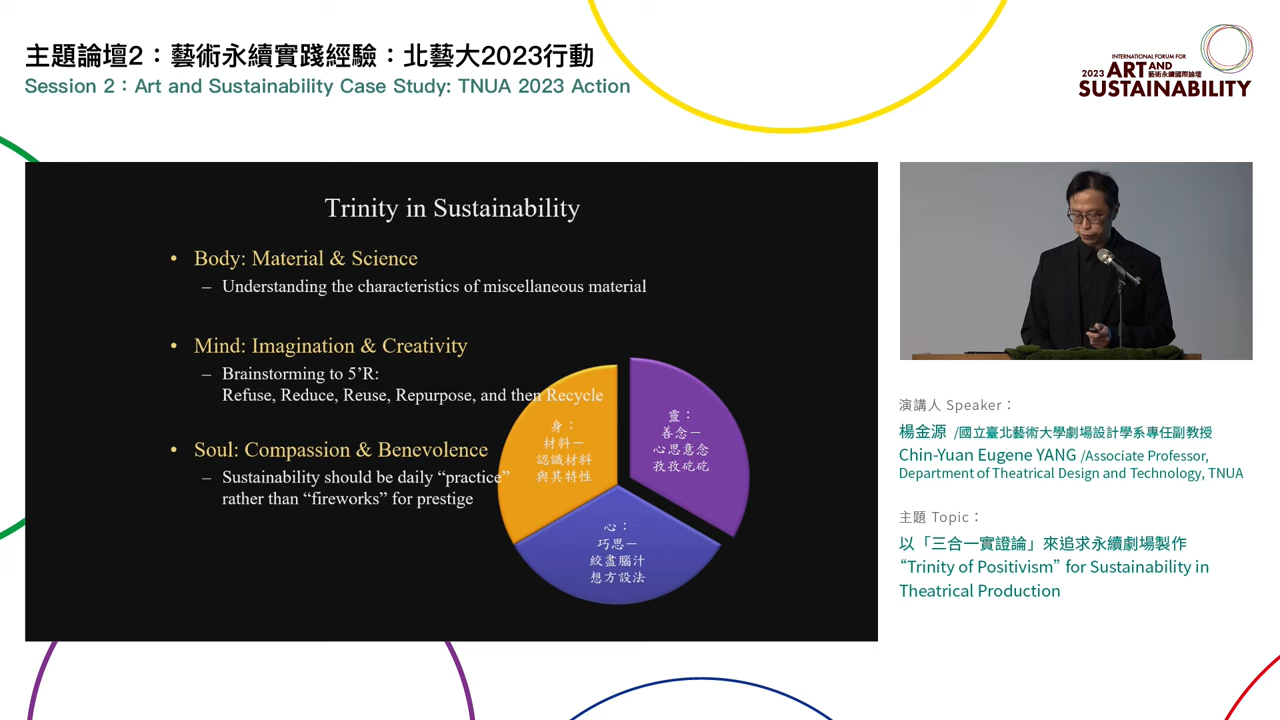 主題論壇2：藝術永續實踐經驗：北藝大2023行動
Session 2：Art and Sustainability Case Study: TNUA 2023 Action
INTERNATIONAL FORUM FOR
2023 ART AND 藝術永續國際論壇
SUSTAINABILITY
Trinity in Sustainability
• Body: Material & Science
– Understanding the characteristics of miscellaneous material
• Mind: Imagination & Creativity
– Brainstorming to 5’R:
Refuse, Reduce, Reuse, Repurpose, and then Recycle
• Soul: Compassion & Benevolence
– Sustainability should be daily “practice”
rather than “fireworks” for prestige
身：
材料－
認識材料
與其特性
靈：
善念－
心思意念
孜孜矻矻
心：
巧思－
絞盡腦汁
想方設法
演講人 Speaker：
楊金源 /國立臺北藝術大學劇場設計學系專任副教授
Chin-Yuan Eugene YANG /Associate Professor,
Department of Theatrical Design and Technology, TNUA
主題 Topic：
以「三合一實證論」來追求永續劇場製作
“Trinity of Positivism” for Sustainability in
Theatrical Production